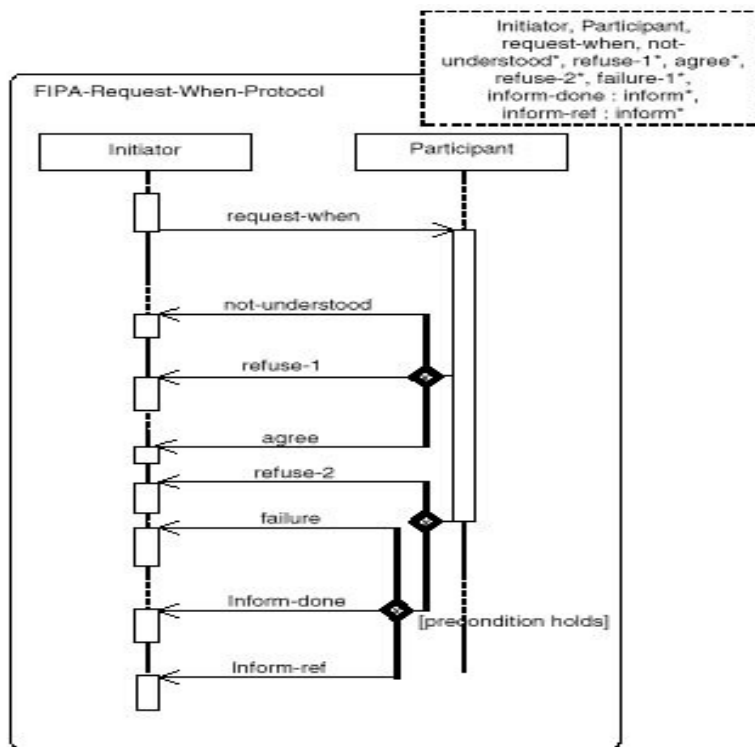 Initiator, Participant,
request-when, not-
understood*, refuse-1*, agree*,
refuse-2*, failure-1*,
inform-done : inform*,
inform-ref : inform*
FIPA-Request-When-Protocol
Initiator
Participant
request-when
not-understood
refuse-1
agree
refuse-2
failure
Inform-done
[precondition holds]
Inform-ref